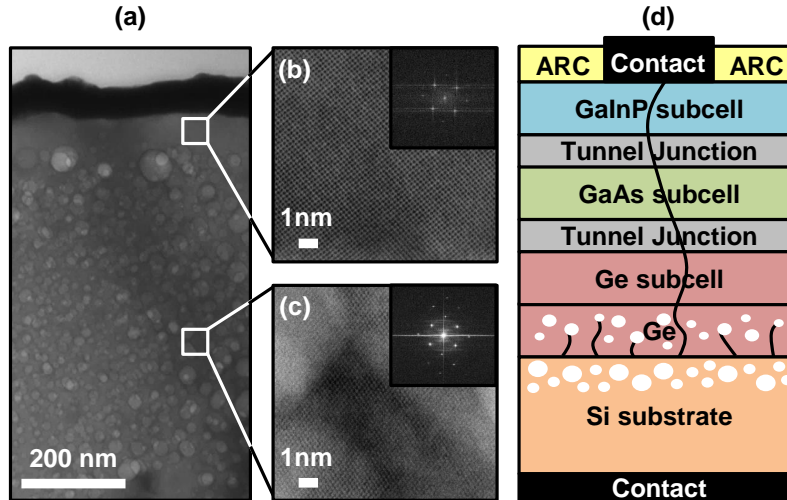 (a)
(d)
(b)
1nm
(c)
1nm
200 nm
ARC
Contact
ARC
GaInP subcell
Tunnel Junction
GaAs subcell
Tunnel Junction
Ge subcell
Ge
Si substrate
Contact